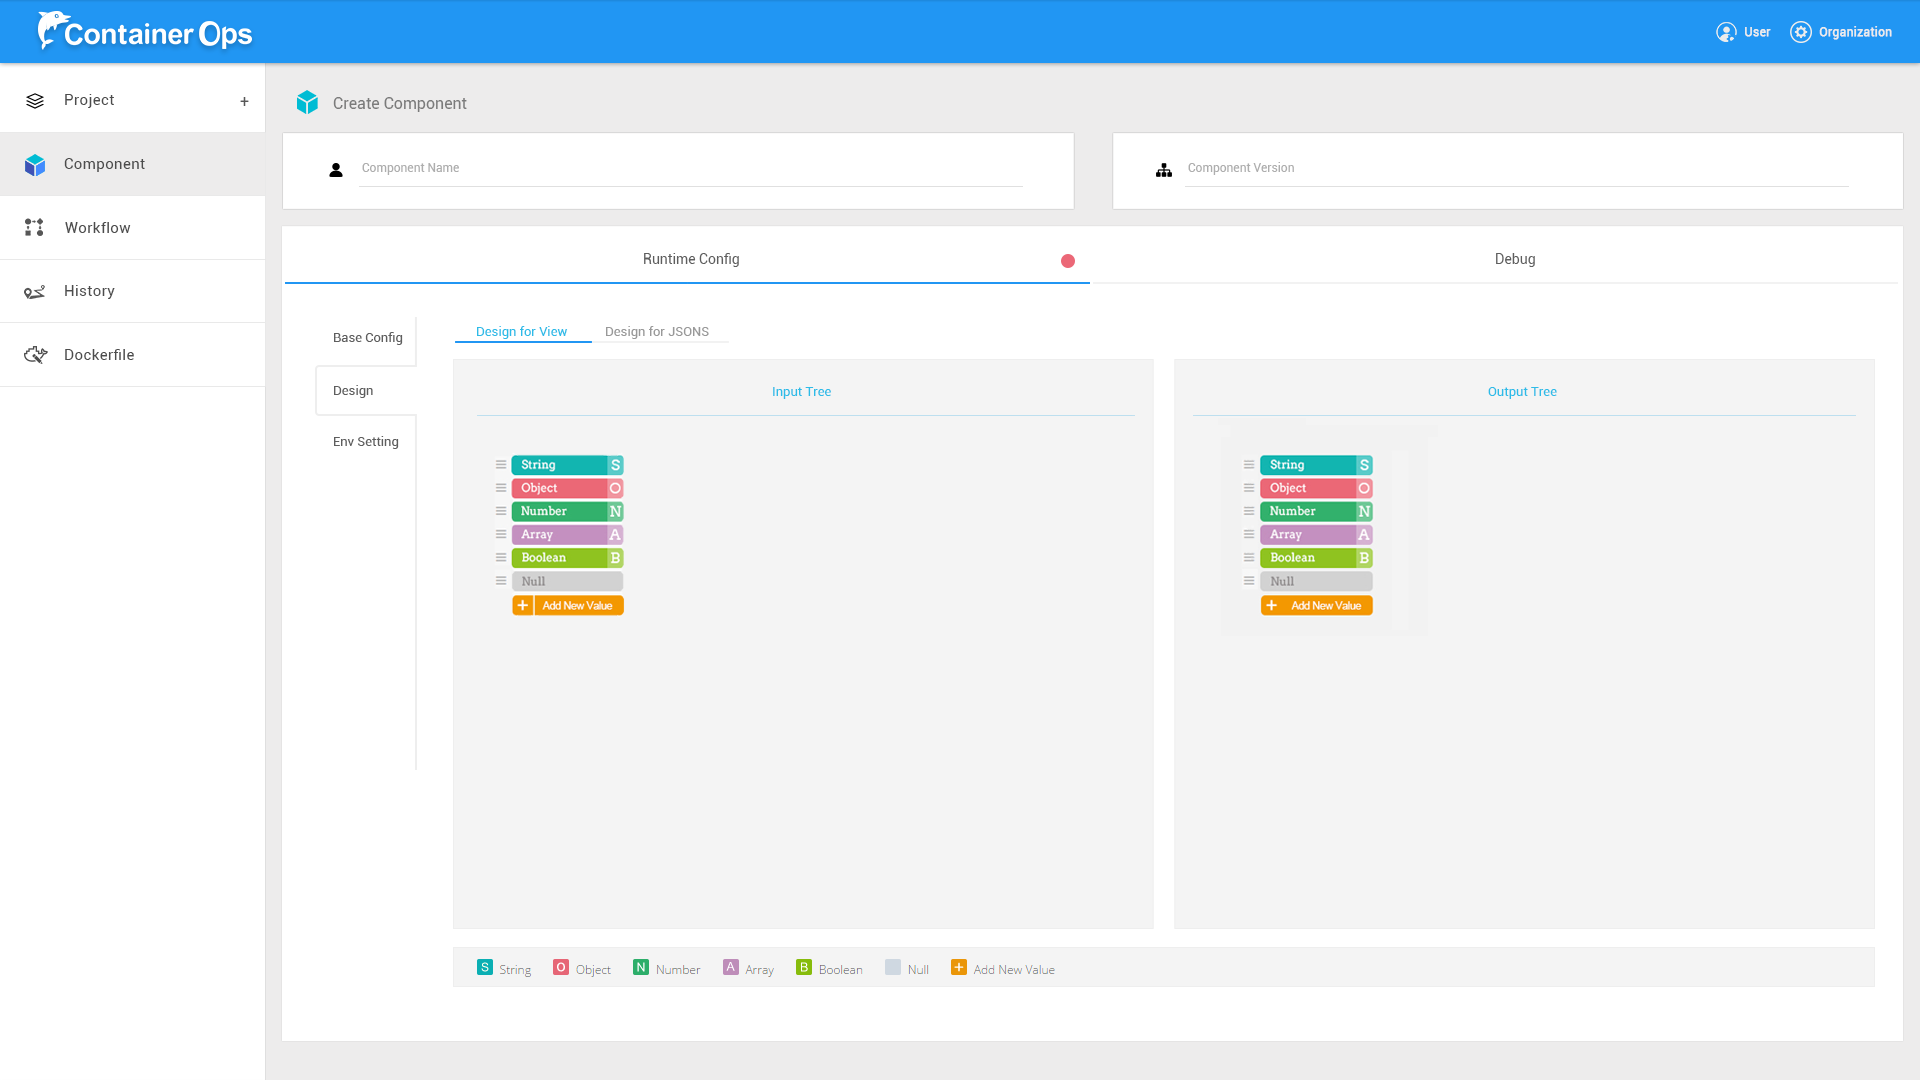 Container Ops
User
Organization
Project +
Component
Workflow
History
Dockerfile
Create Component
Component Name
Component Version
Runtime Config
Debug
Base Config
Design
Env Setting
Design for View
Design for JSONS
Input Tree
String S
Object O
Number N
Array A
Boolean B
Null
+ Add New Value
Output Tree
String S
Object O
Number N
Array A
Boolean B
Null
+ Add New Value
S String O Object N Number A Array B Boolean Null + Add New Value